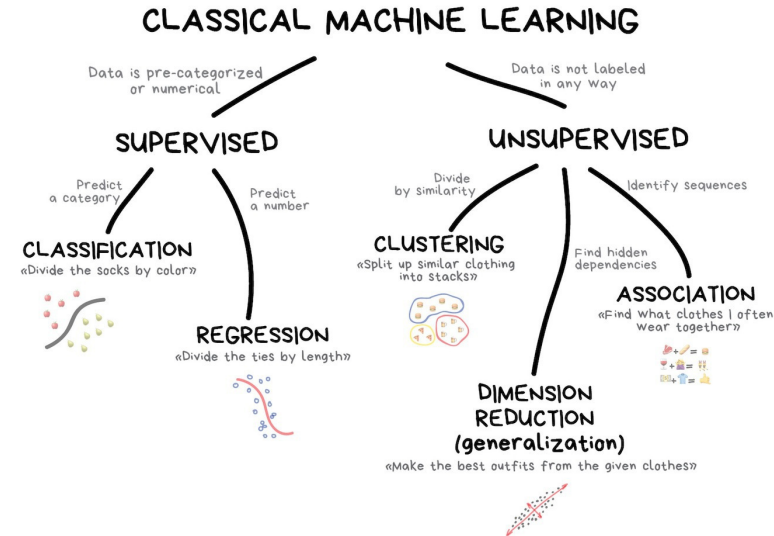 CLASSICAL MACHINE LEARNING
Data is pre-categorized
or numerical
Data is not labeled
in any way
SUPERVISED
UNSUPERVISED
Predict
a category
Predict
a number
Divide
by similarity
Identify sequences
Find hidden
dependencies
CLASSIFICATION
«Divide the socks by color»
REGRESSION
«Divide the ties by length»
CLUSTERING
«Split up similar clothing
into stacks»
ASSOCIATION
«Find what clothes I often
wear together»
DIMENSION
REDUCTION
(generalization)
«Make the best outfits from the given clothes»